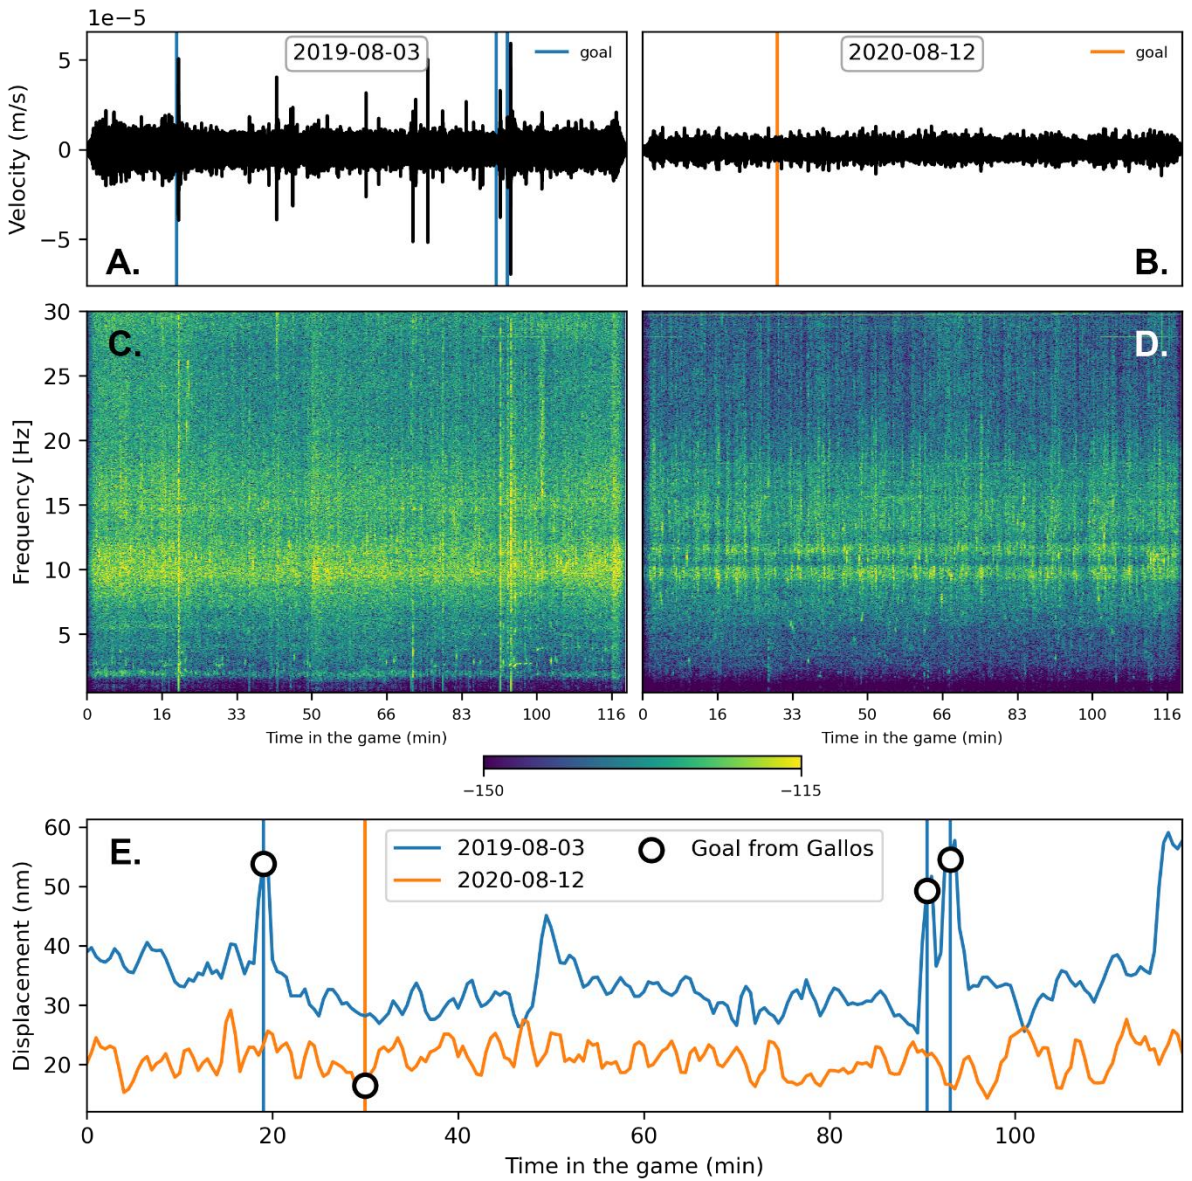 1e−5
2019-08-03
goal
2020-08-12
goal
5
0
−5
Velocity (m/s)
A.
B.
30
25
20
15
10
5
Frequency [Hz]
C.
D.
0 16 33 50 66 83 100 116
0 16 33 50 66 83 100 116
Time in the game (min)
Time in the game (min)
−150 −115
60
50
40
30
20
Displacement (nm)
E.
2019-08-03
2020-08-12
Goal from Gallos
0 20 40 60 80 100
Time in the game (min)